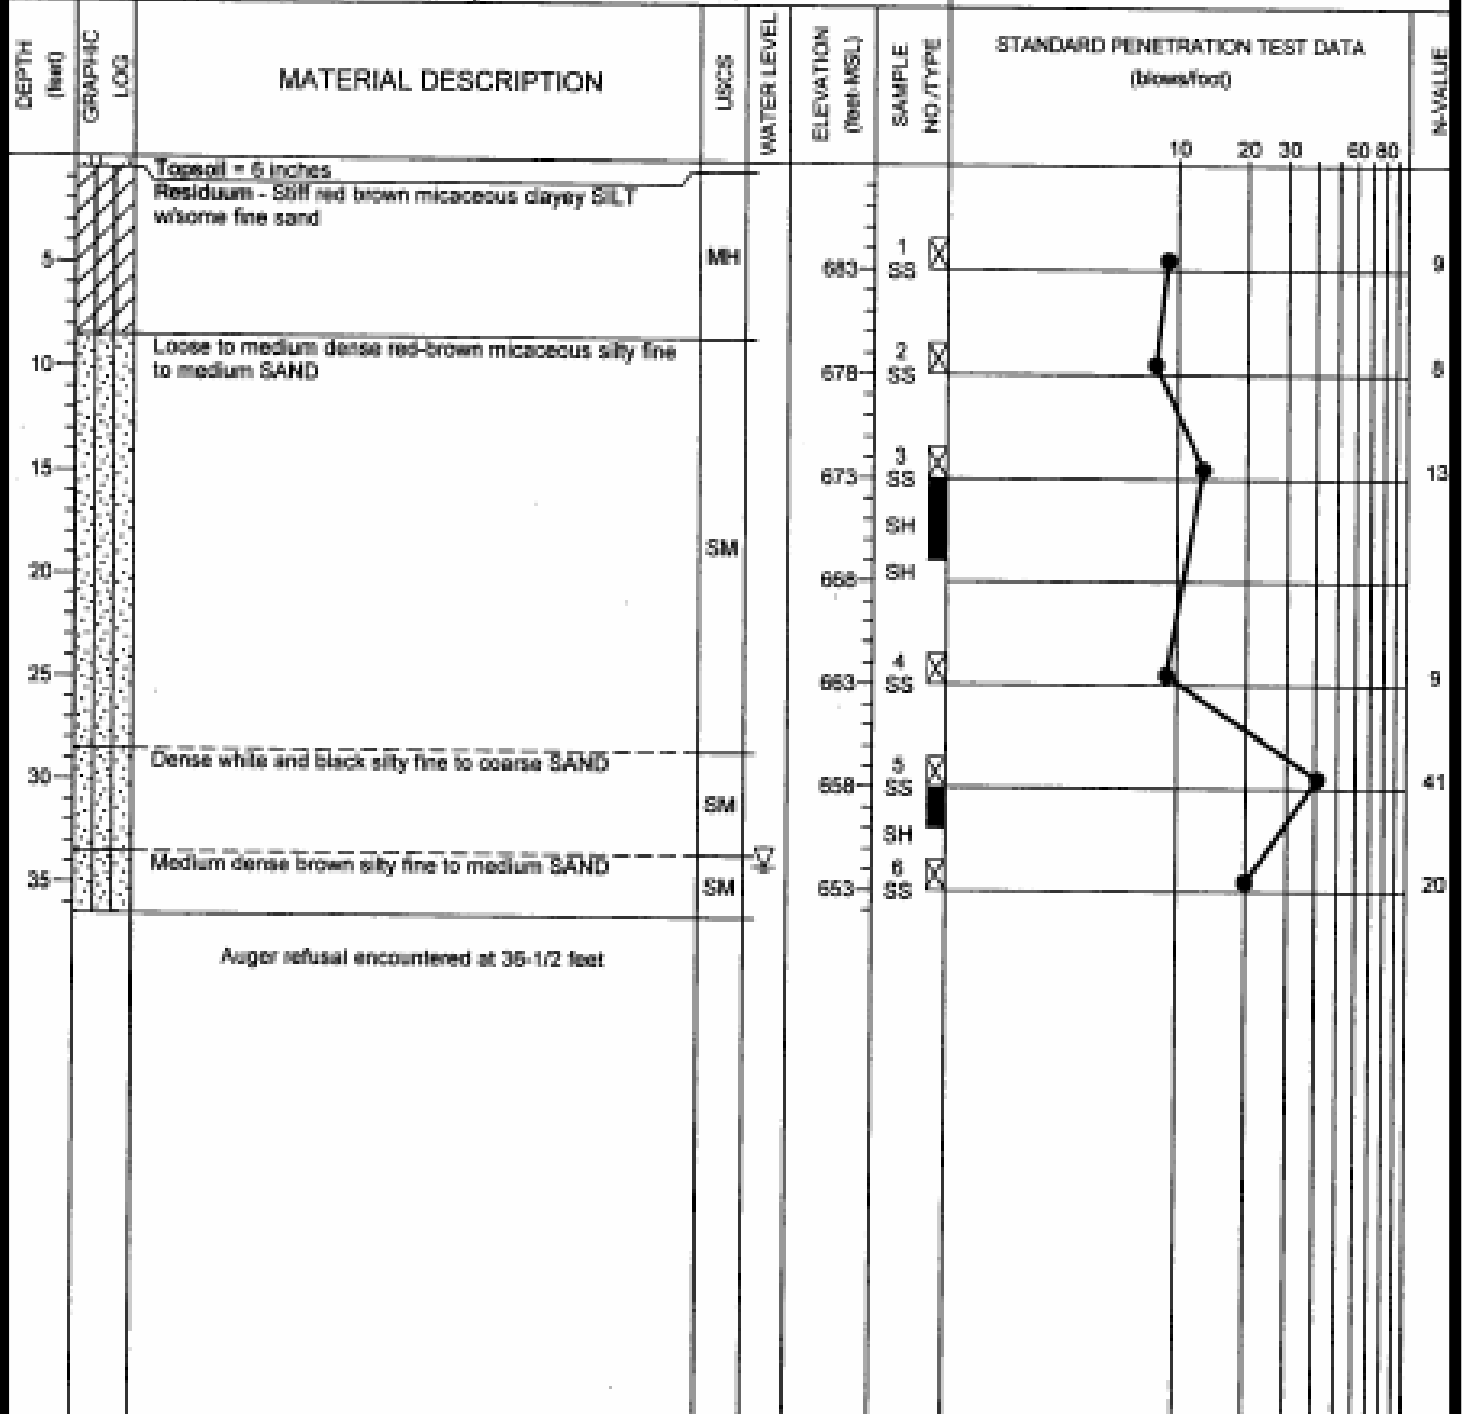 DEPTH
(feet)
GRAPHIC
LOG
MATERIAL DESCRIPTION
USCS
WATER LEVEL
ELEVATION
(feet-MSL)
SAMPLE
NO./TYPE
STANDARD PENETRATION TEST DATA
(blows/foot)
N-VALUE
10 20 30 60 80
Topsoil = 6 inches
Residuum - Stiff red brown micaceous clayey SILT
w/some fine sand
5 MH 683 1 SS 9
Loose to medium dense red-brown micaceous silty fine
to medium SAND
10 678 2 SS 8
15 673 3 SS 13
SH
SM
20 668 SH
25 663 4 SS 9
Dense white and black silty fine to coarse SAND
30 658 5 SS 41
SM
SH
Medium dense brown silty fine to medium SAND
35 SM 653 6 SS 20
Auger refusal encountered at 36-1/2 feet